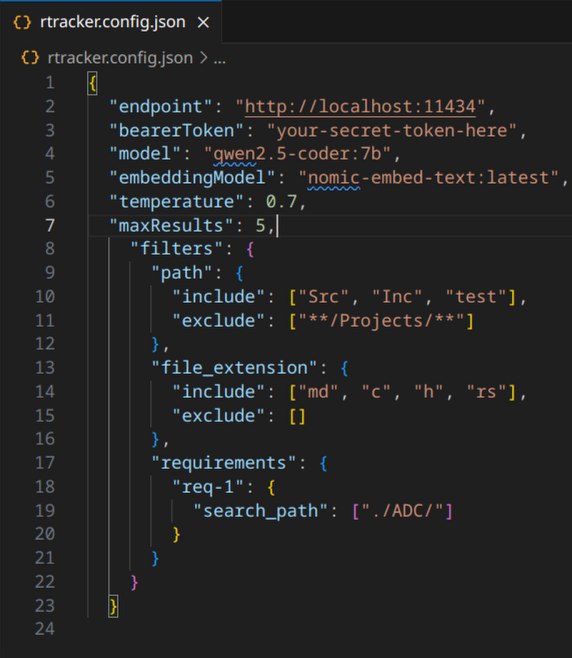 {} rtracker.config.json ×
{} rtracker.config.json > ...
1 {
2 "endpoint": "http://localhost:11434",
3 "bearerToken": "your-secret-token-here",
4 "model": "qwen2.5-coder:7b",
5 "embeddingModel": "nomic-embed-text:latest",
6 "temperature": 0.7,
7 "maxResults": 5,
8 "filters": {
9 "path": {
10 "include": ["Src", "Inc", "test"],
11 "exclude": ["**/Projects/**"]
12 },
13 "file_extension": {
14 "include": ["md", "c", "h", "rs"],
15 "exclude": []
16 },
17 "requirements": {
18 "req-1": {
19 "search_path": ["./ADC/"]
20 }
21 }
22 }
23 }
24